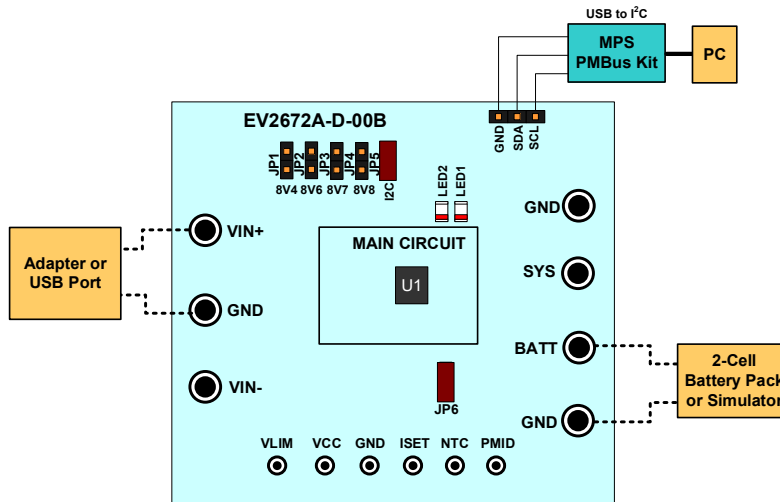 USB to I²C
MPS
PMBus Kit
PC
EV2672A-D-00B
GND
SDA
SCL
JP1
JP2
JP3
JP4
JP5
8V4
8V6
8V7
8V8
I2C
LED2
LED1
GND
VIN+
MAIN CIRCUIT
Adapter or
USB Port
SYS
U1
GND
BATT
2-Cell
Battery Pack
or Simulator
VIN-
JP6
GND
VLIM
VCC
GND
ISET
NTC
PMID